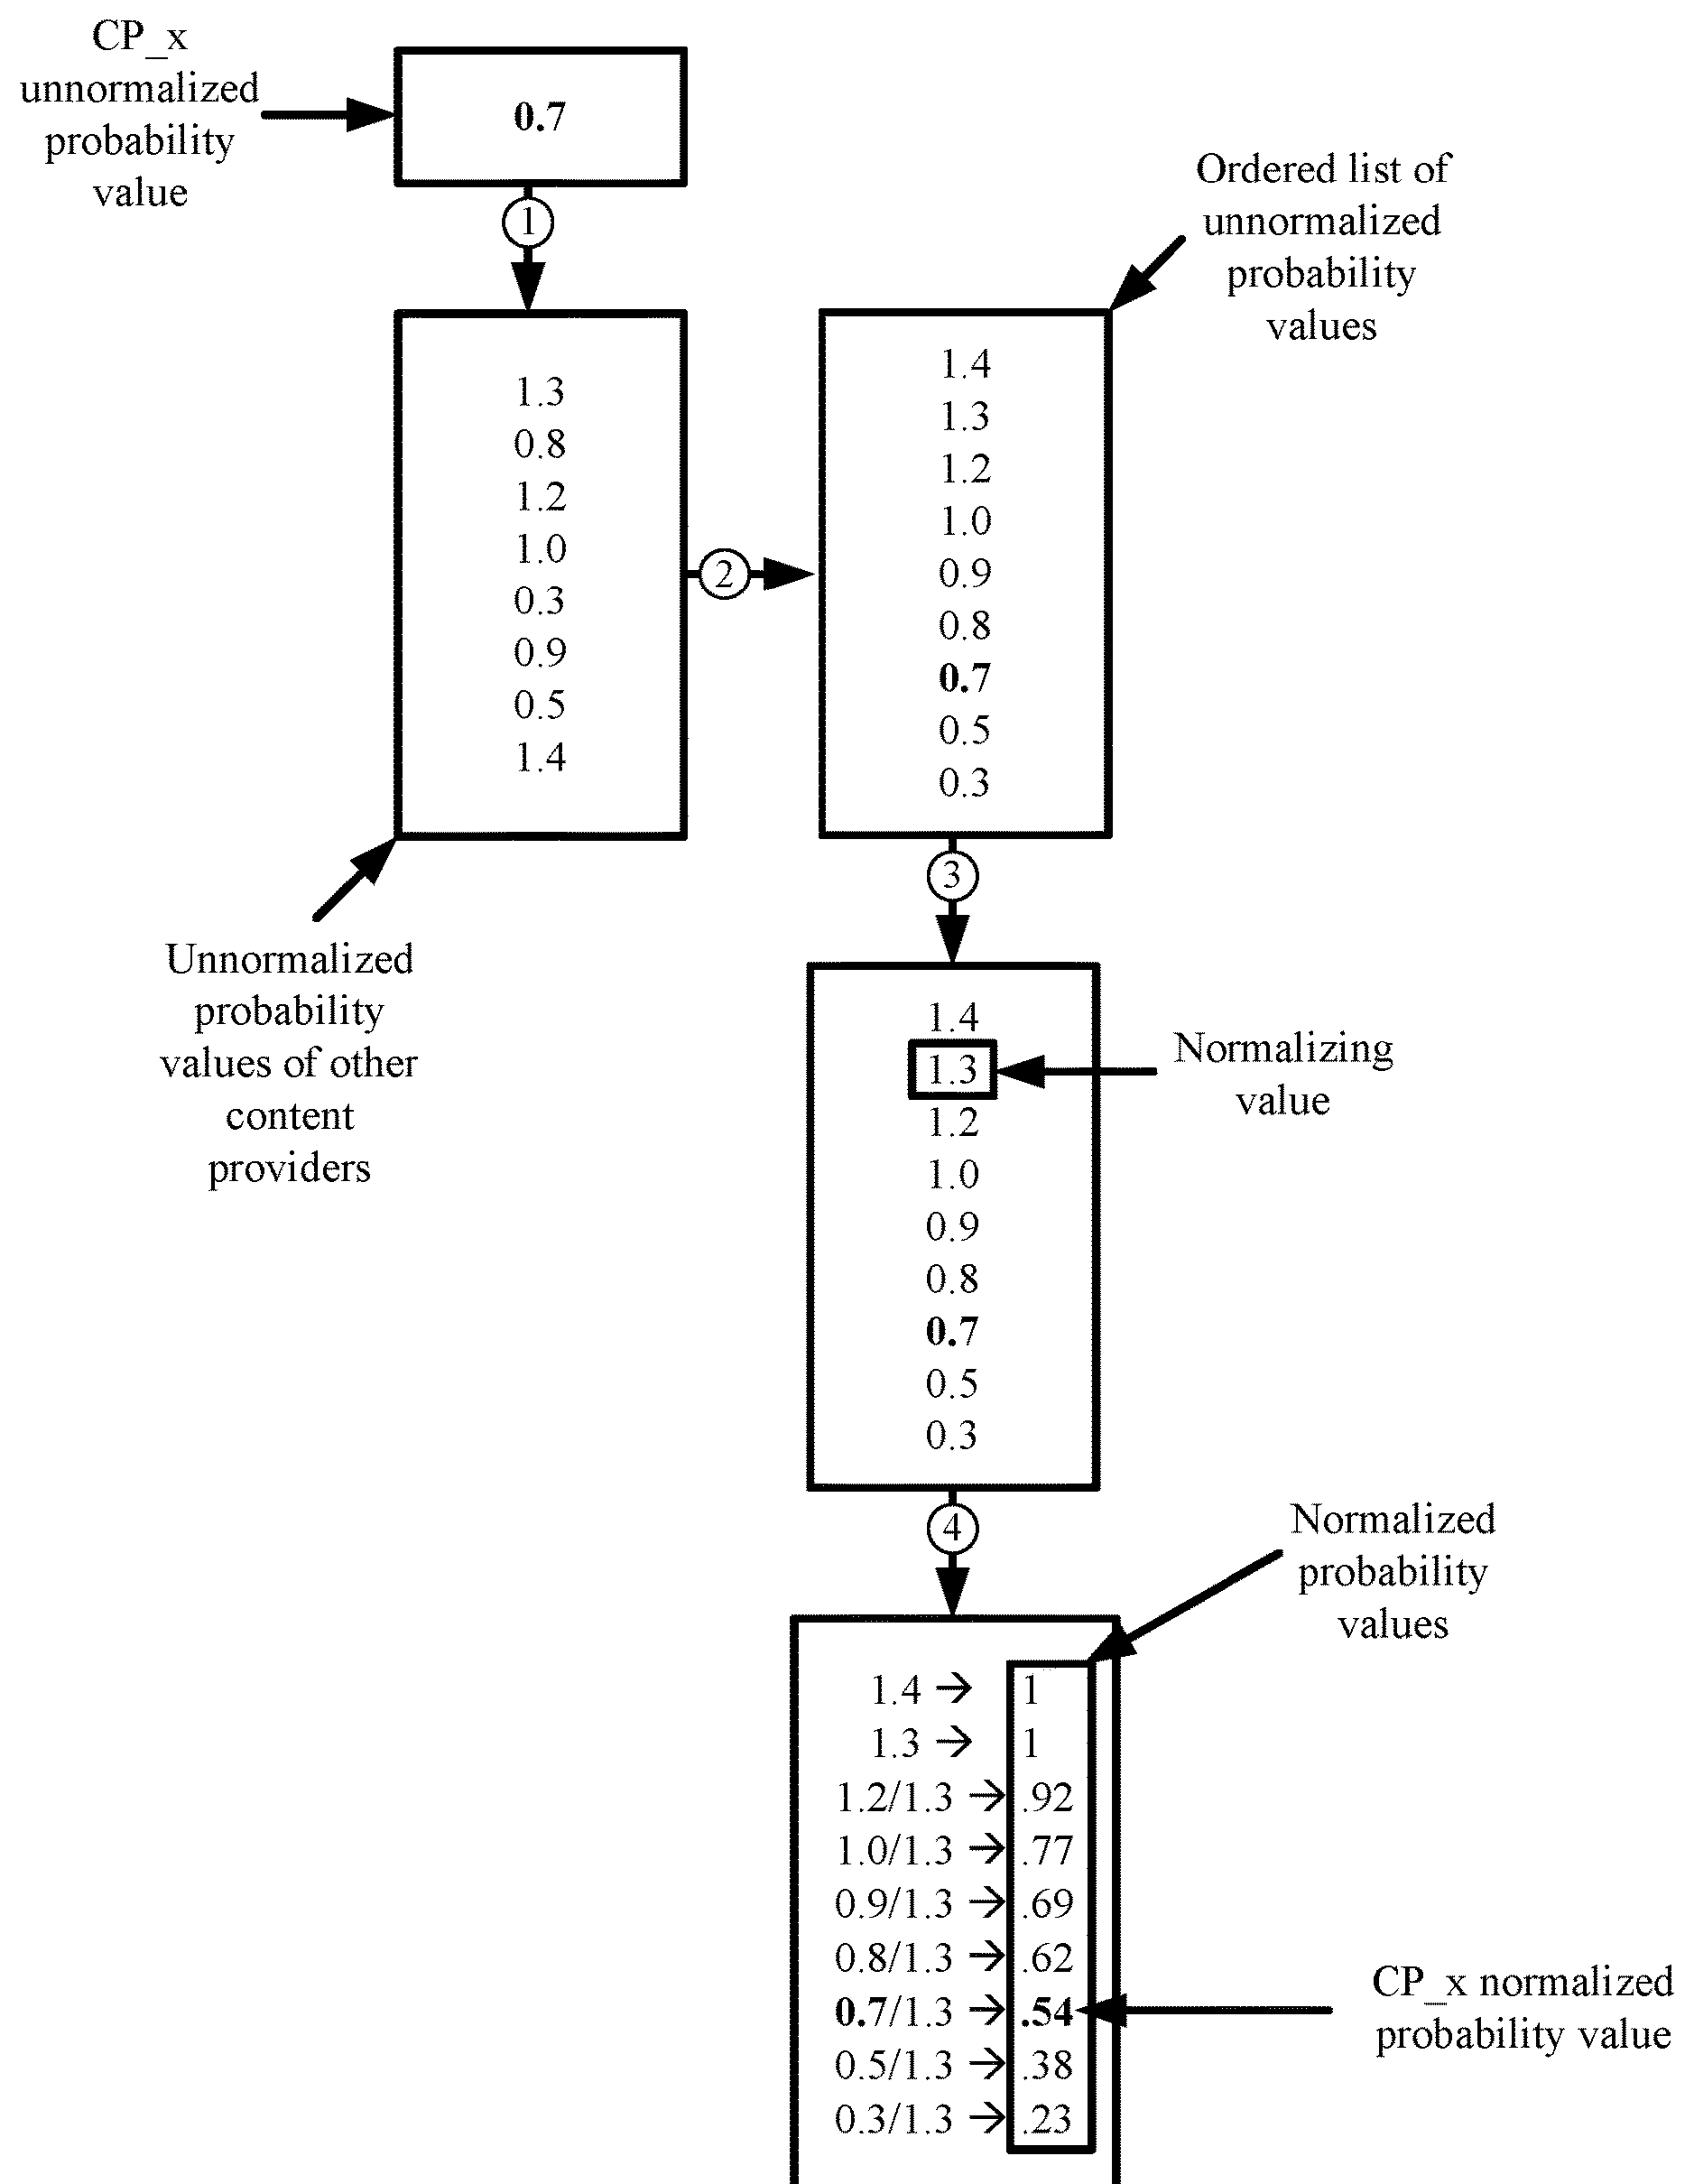 CP_x
unnormalized
probability
value
0.7
1
Ordered list of
unnormalized
probability
values
1.3
0.8
1.2
1.0
0.3
0.9
0.5
1.4
2
1.4
1.3
1.2
1.0
0.9
0.8
0.7
0.5
0.3
Unnormalized
probability
values of other
content
providers
3
1.4
1.3
1.2
1.0
0.9
0.8
0.7
0.5
0.3
Normalizing
value
4
Normalized
probability
values
1.4 → 1
1.3 → 1
1.2/1.3 → .92
1.0/1.3 → .77
0.9/1.3 → .69
0.8/1.3 → .62
0.7/1.3 → .54
0.5/1.3 → .38
0.3/1.3 → .23
CP_x normalized
probability value